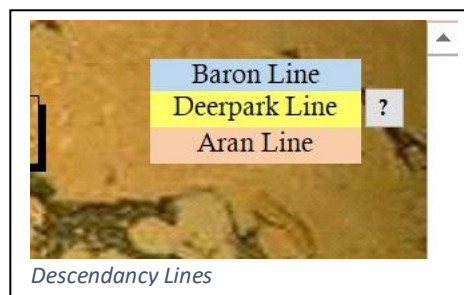 Baron Line
Deerpark Line ?
Aran Line
Descendancy Lines